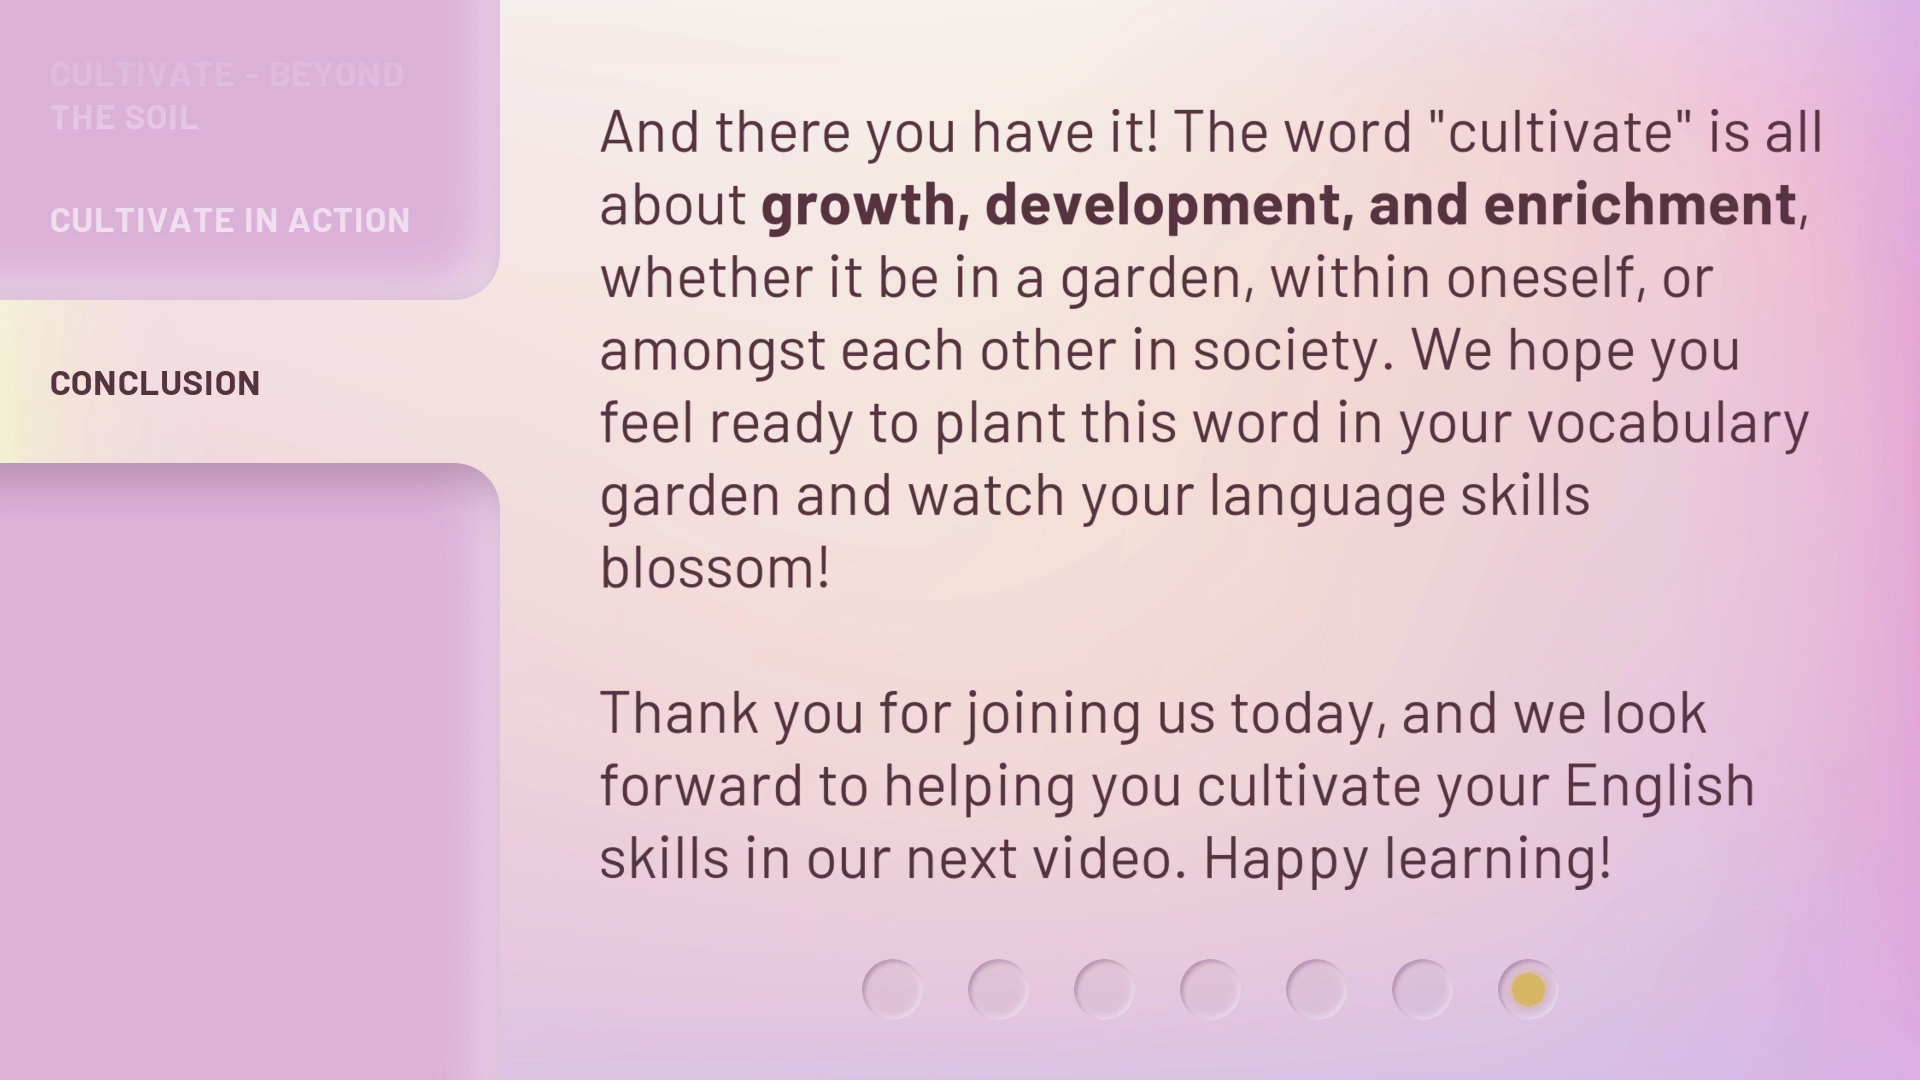 CULTIVATE - BEYOND
THE SOIL
CULTIVATE IN ACTION
CONCLUSION
And there you have it! The word "cultivate" is all
about growth, development, and enrichment,
whether it be in a garden, within oneself, or
amongst each other in society. We hope you
feel ready to plant this word in your vocabulary
garden and watch your language skills
blossom!
Thank you for joining us today, and we look
forward to helping you cultivate your English
skills in our next video. Happy learning!